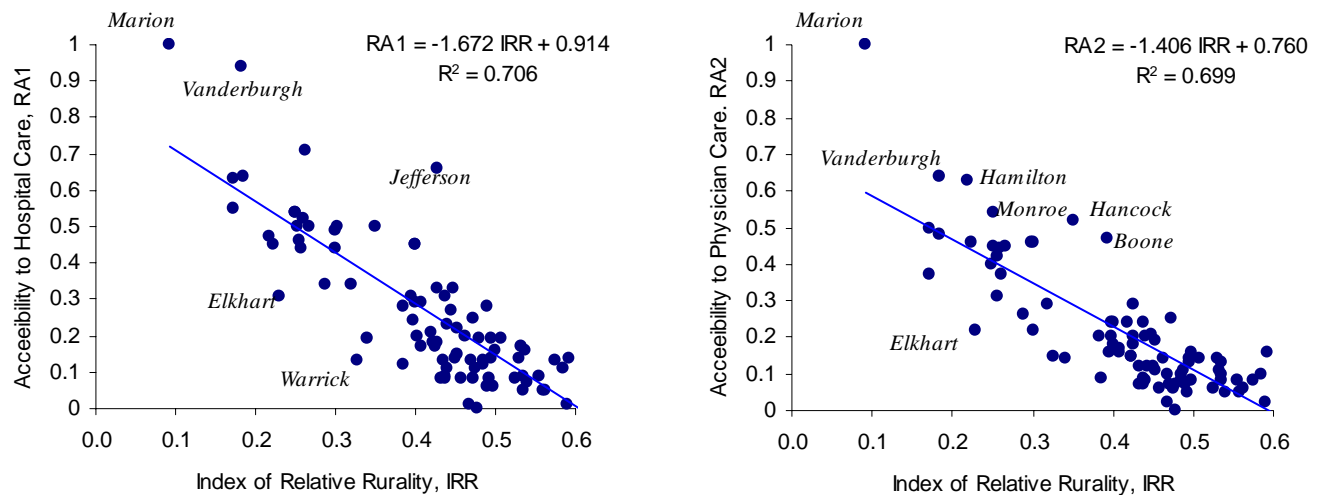 Marion
RA1 = -1.672 IRR + 0.914
R² = 0.706
Acceeibility to Hospital Care, RA1
1
0.9
0.8
0.7
0.6
0.5
0.4
0.3
0.2
0.1
0
Vanderburgh
Jefferson
Elkhart
Warrick
0.0 0.1 0.2 0.3 0.4 0.5 0.6
Index of Relative Rurality, IRR
Marion
RA2 = -1.406 IRR + 0.760
R² = 0.699
Acceeibility to Physician Care. RA2
1
0.9
0.8
0.7
0.6
0.5
0.4
0.3
0.2
0.1
0
Vanderburgh
Hamilton
Monroe
Hancock
Boone
Elkhart
0.0 0.1 0.2 0.3 0.4 0.5 0.6
Index of Relative Rurality, IRR